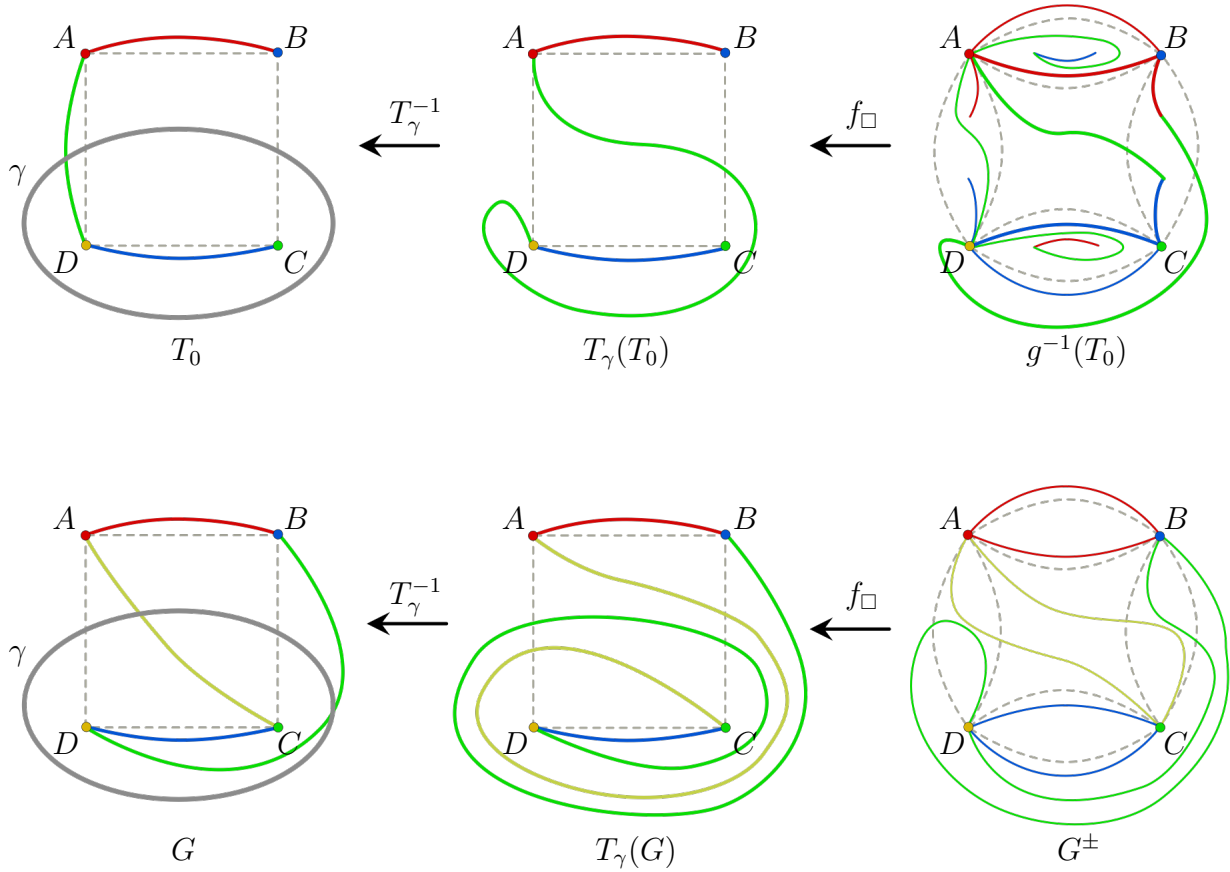 A B A B A B
T_γ^{-1} f_□
γ
D C D C D C
T_0 T_γ(T_0) g^{-1}(T_0)
A B A B A B
T_γ^{-1} f_□
γ
D C D C D C
G T_γ(G) G^±